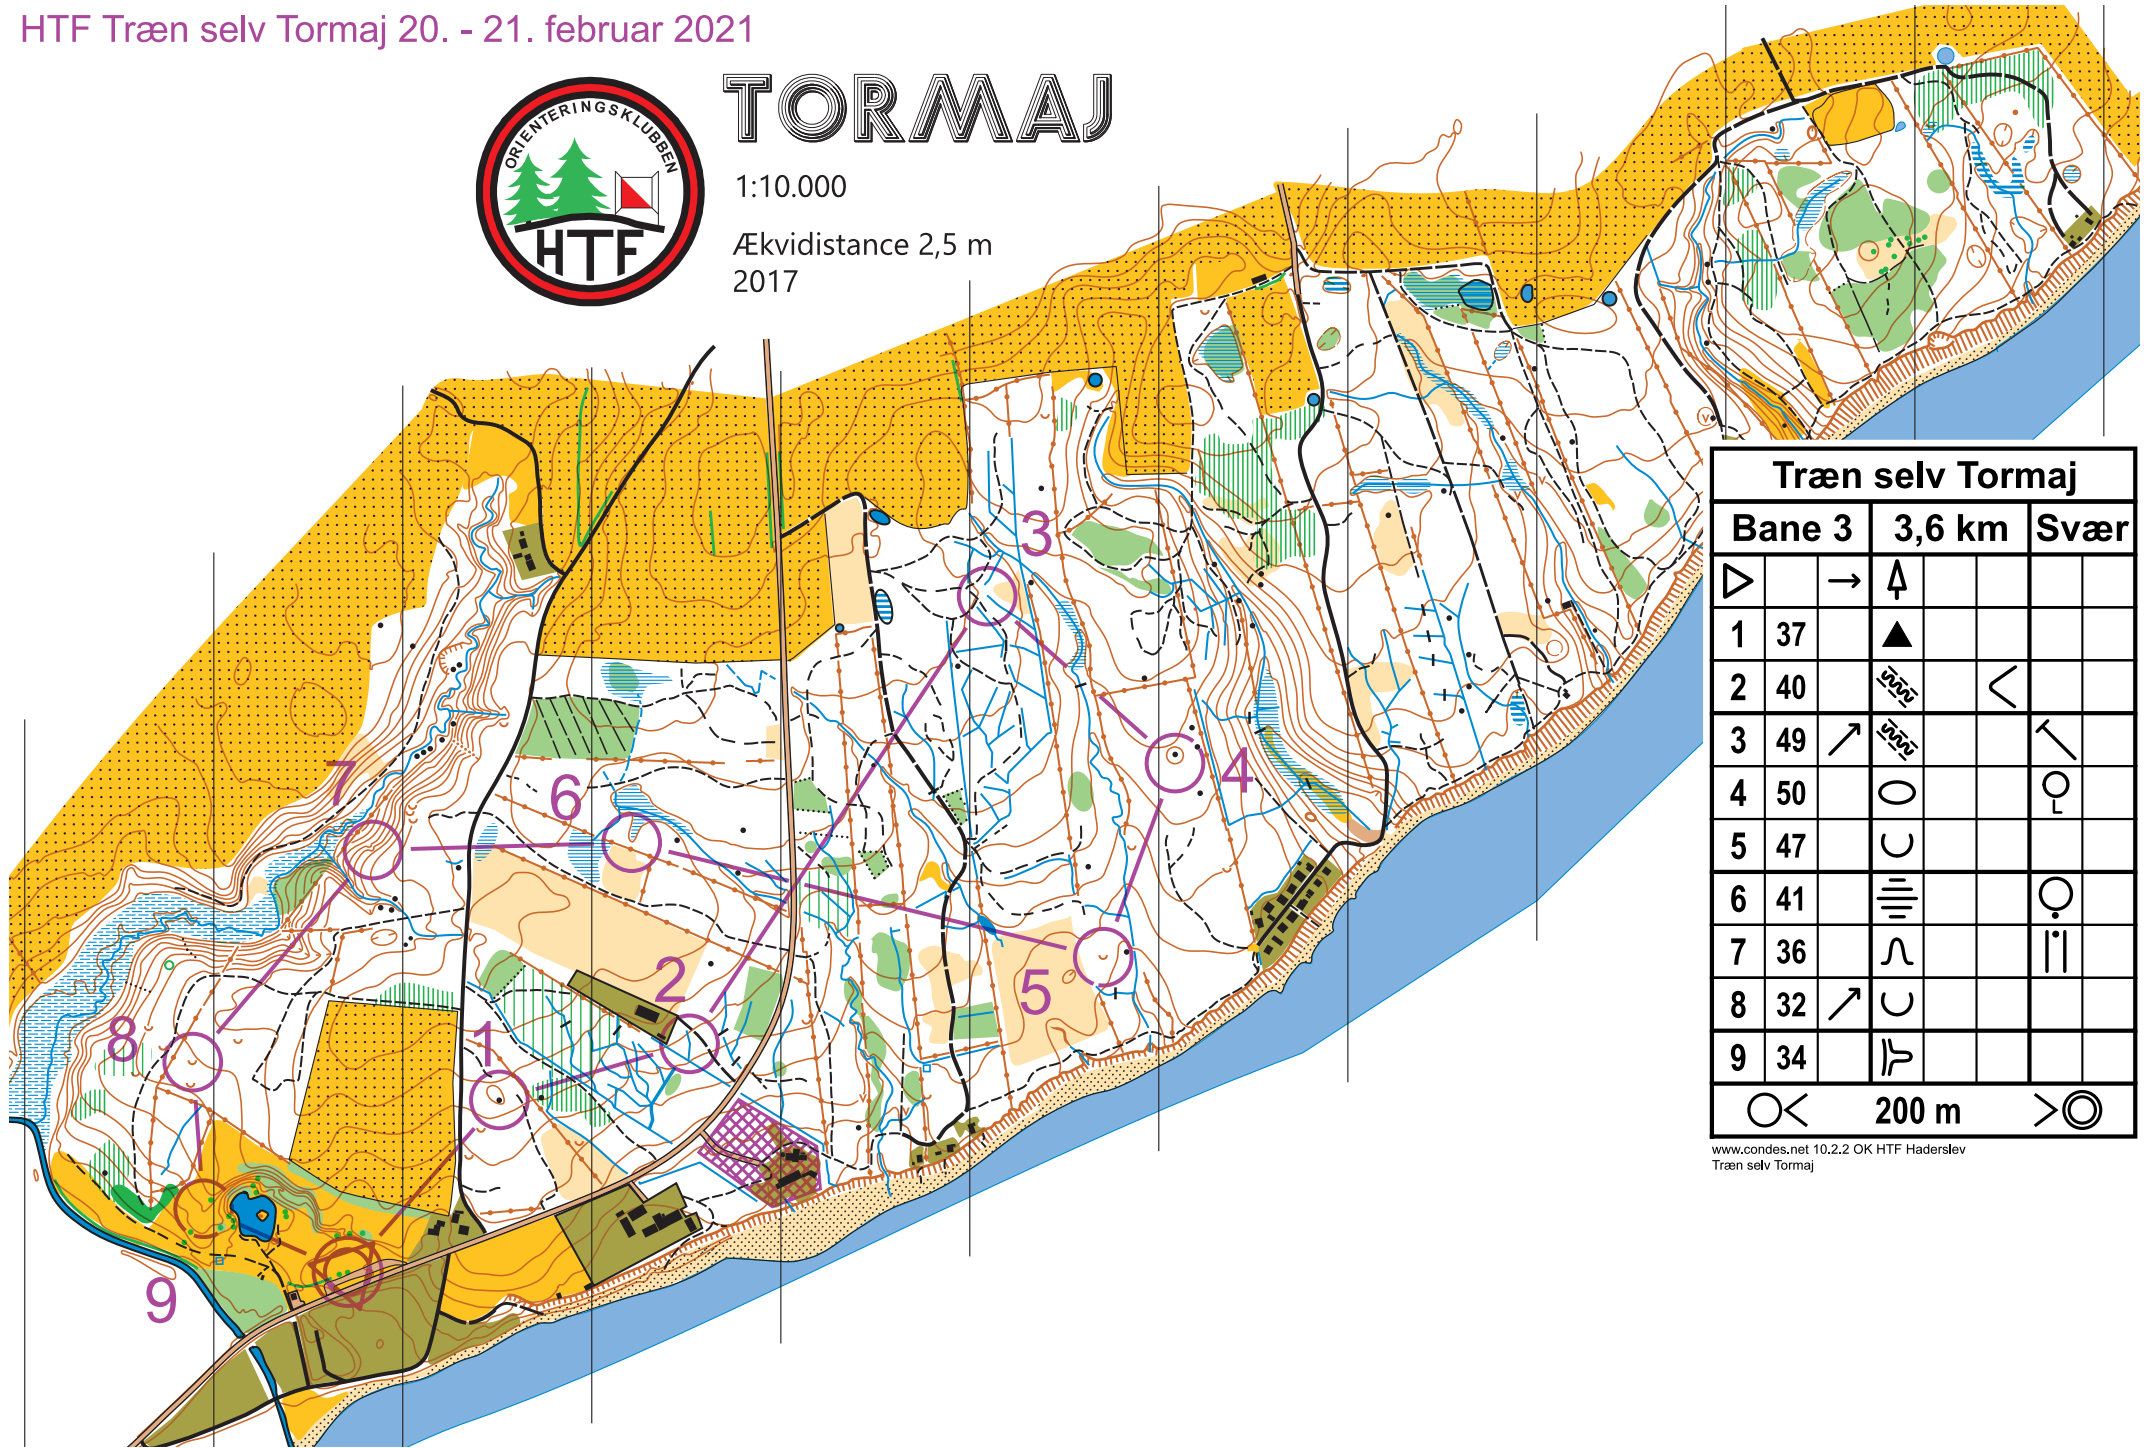 HTF Træn selv Tormaj 20. - 21. februar 2021
ORIENTERINGSKLUBBEN
HTF
TORMAJ
1:10.000
Ækvidistance 2,5 m
2017
3
7
6
4
2
5
1
8
9
Træn selv Tormaj
Bane 3 3,6 km Svær
1 37
2 40
3 49
4 50
5 47
6 41
7 36
8 32
9 34
200 m
www.condes.net 10.2.2 OK HTF Haderslev
Træn selv Tormaj